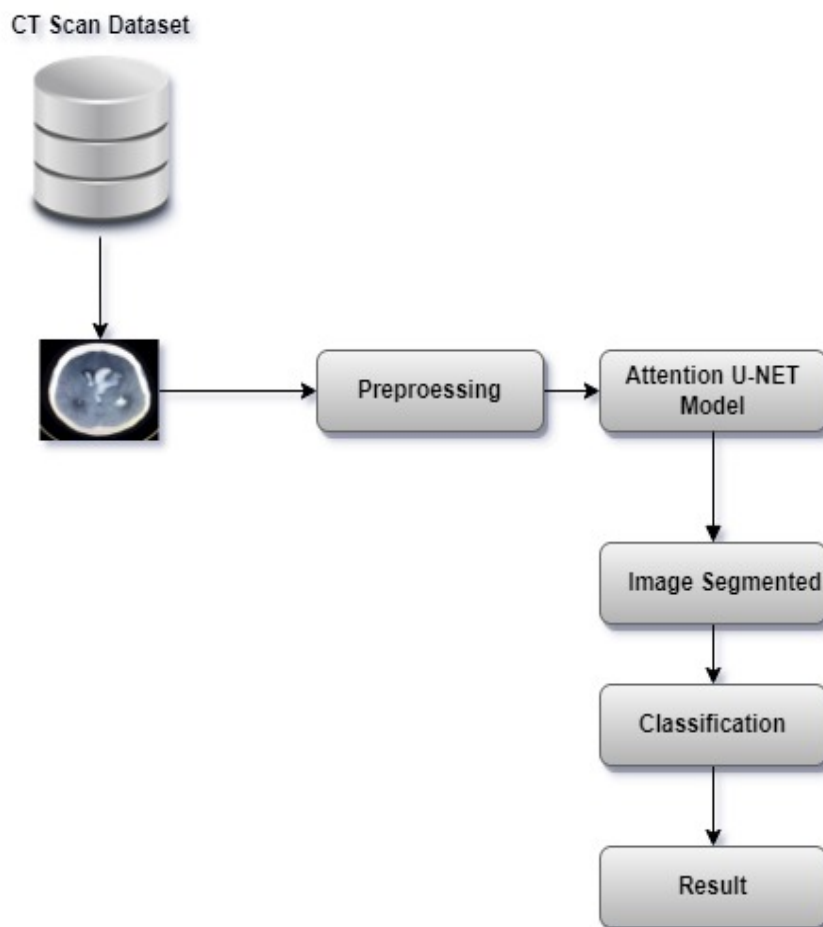 CT Scan Dataset
Preproessing
Attention U-NET
Model
Image Segmented
Classification
Result